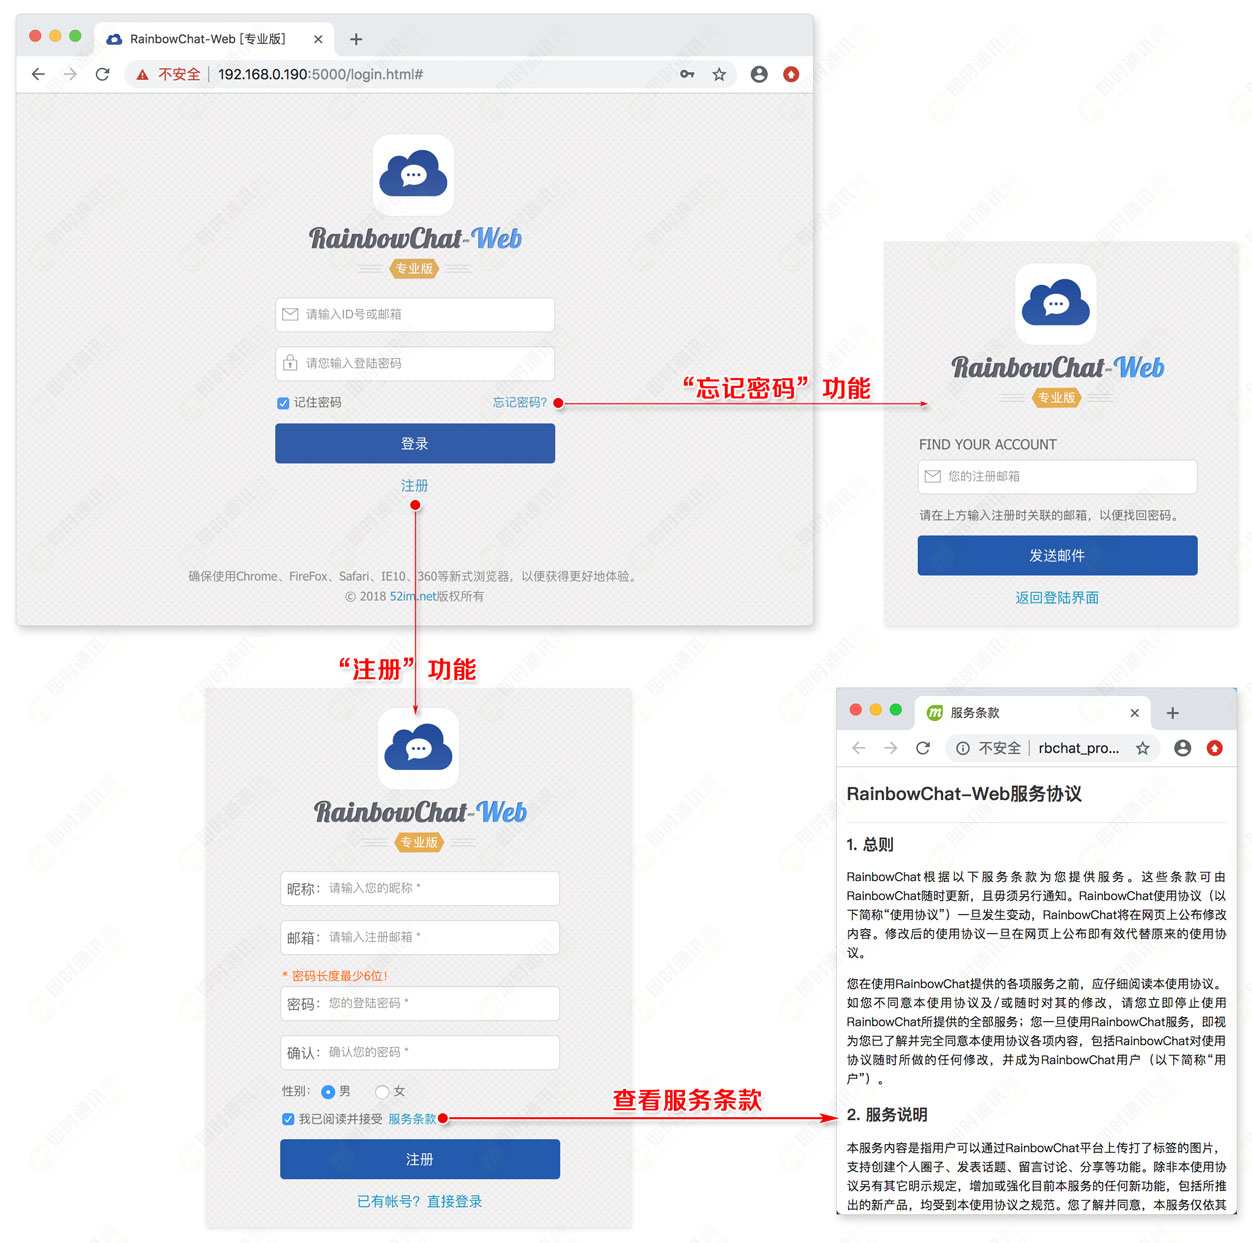 RainbowChat-Web [专业版]
不安全 192.168.0.190:5000/login.html#
RainbowChat-Web
专业版
请输入ID号或邮箱
请您输入登陆密码
记住密码
忘记密码?
登录
注册
确保使用Chrome、FireFox、Safari、IE10、360等新式浏览器，以便获得更好地体验。
© 2018 52im.net版权所有
“忘记密码”功能
RainbowChat-Web
专业版
FIND YOUR ACCOUNT
您的注册邮箱
请在上方输入注册时关联的邮箱，以便找回密码。
发送邮件
返回登陆界面
“注册”功能
RainbowChat-Web
专业版
昵称：请输入您的昵称 *
邮箱：请输入注册邮箱 *
* 密码长度最少6位！
密码：您的登陆密码 *
确认：确认您的密码 *
性别： 男 女
我已阅读并接受 服务条款
注册
已有帐号？直接登录
查看服务条款
服务条款
不安全 rbchat_pro...
RainbowChat-Web服务协议
1. 总则
RainbowChat根据以下服务条款为您提供服务。这些条款可由
RainbowChat随时更新，且毋须另行通知。RainbowChat使用协议（以
下简称“使用协议”）一旦发生变动，RainbowChat将在网页上公布修改
内容。修改后的使用协议一旦在网页上公布即有效代替原来的使用协
议。
您在使用RainbowChat提供的各项服务之前，应仔细阅读本使用协议。
如您不同意本使用协议及/或随时对其的修改，请您立即停止使用
RainbowChat所提供的全部服务；您一旦使用RainbowChat服务，即视
为您已了解并完全同意本使用协议各项内容，包括RainbowChat对使用
协议随时所做的任何修改，并成为RainbowChat用户（以下简称“用
户”）。
2. 服务说明
本服务内容是指用户可以通过RainbowChat平台上传打了标签的图片，
支持创建个人圈子、发表话题、留言讨论、分享等功能。除非本使用协
议另有其它明示规定，增加或强化目前本服务的任何新功能，包括所推
出的新产品，均受到本使用协议之规范。您了解并同意，本服务仅依其